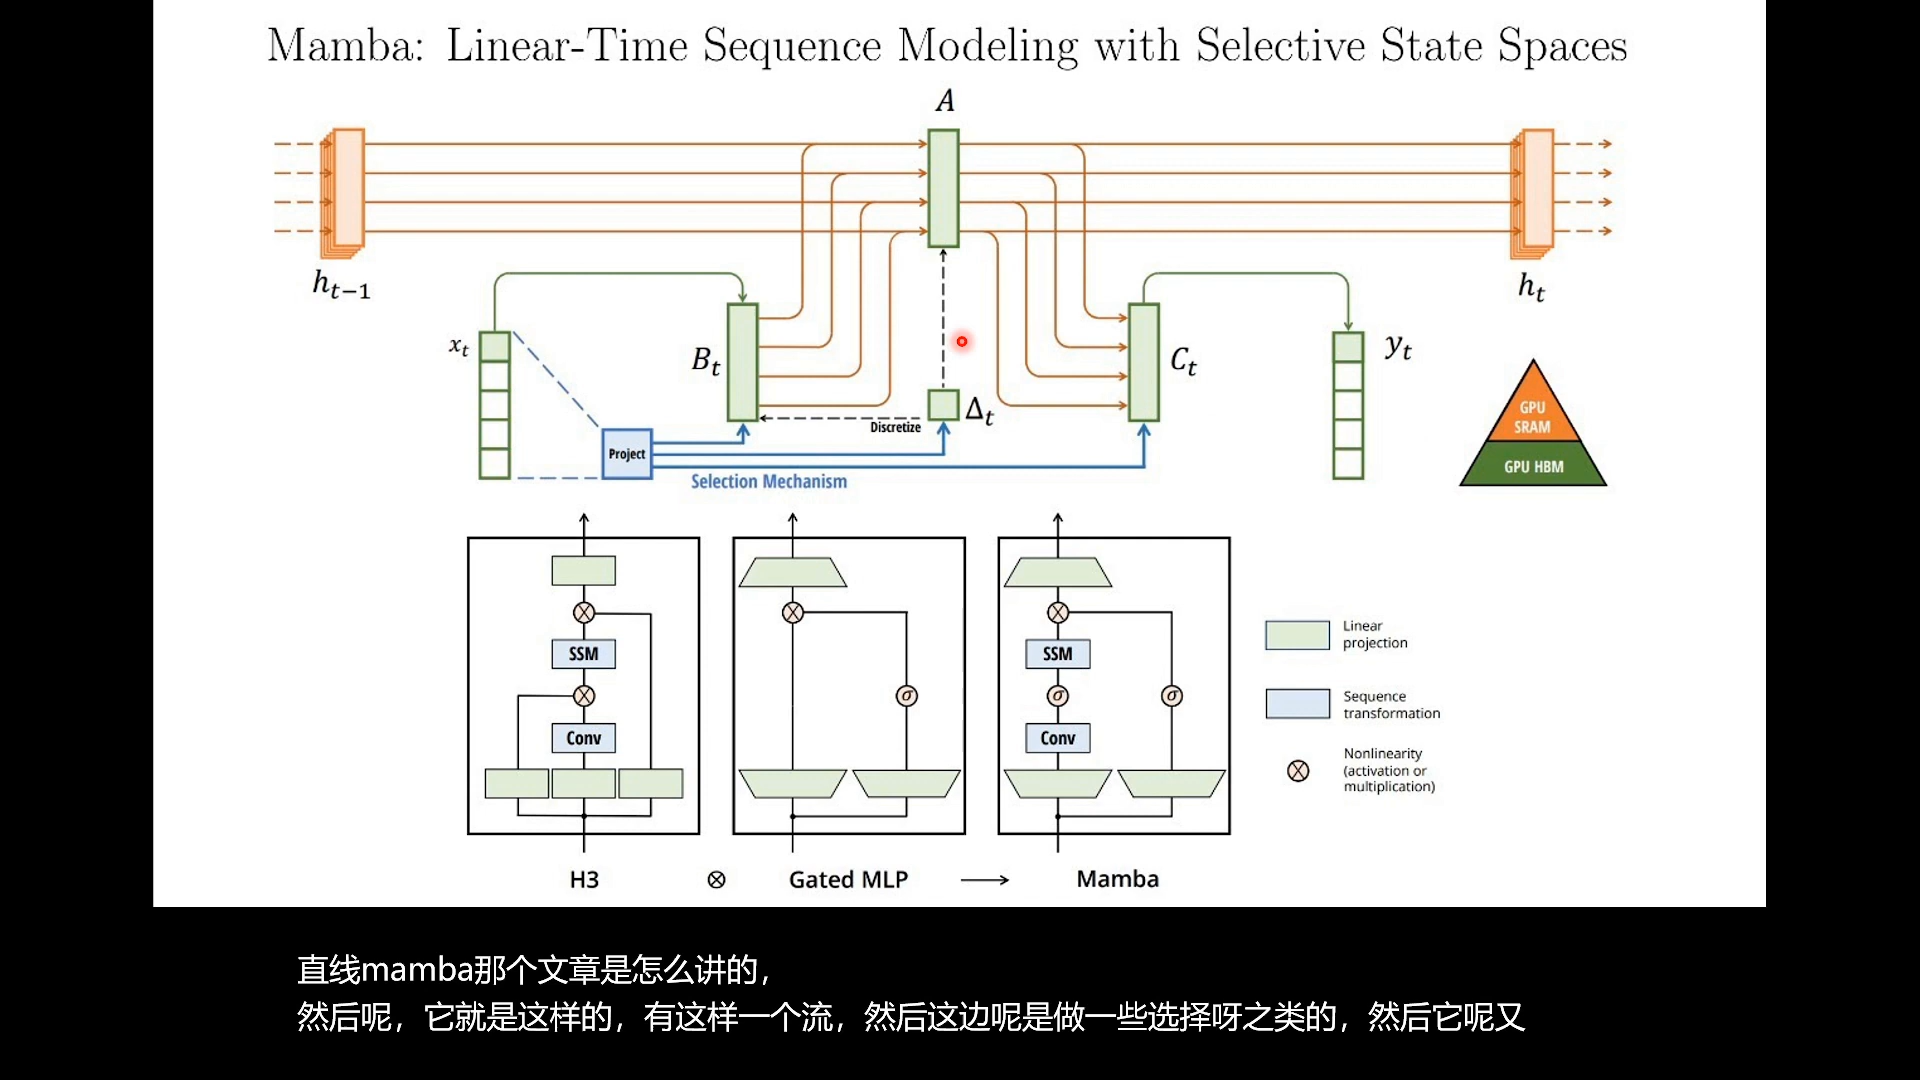 Mamba: Linear-Time Sequence Modeling with Selective State Spaces
A
h_{t-1}
h_t
x_t
B_t
C_t
y_t
Δ_t
Discretize
Project
Selection Mechanism
GPU
SRAM
GPU HBM
SSM
Conv
SSM
σ
σ
σ
Conv
Linear
projection
Sequence
transformation
Nonlinearity
(activation or
multiplication)
H3 ⊗ Gated MLP → Mamba
直线mamba那个文章是怎么讲的，
然后呢，它就是这样的，有这样一个流，然后这边呢是做一些选择呀之类的，然后它呢又